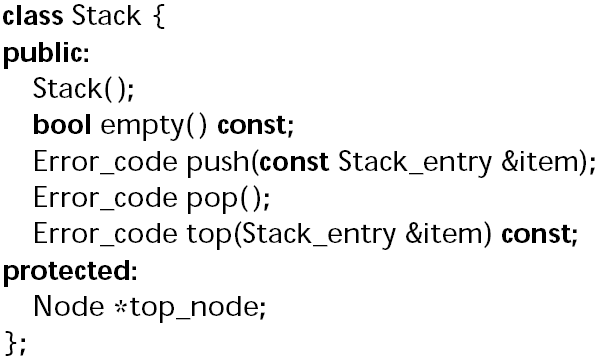 class Stack {
public:
Stack();
bool empty() const;
Error_code push(const Stack_entry &item);
Error_code pop();
Error_code top(Stack_entry &item) const;
protected:
Node *top_node;
};